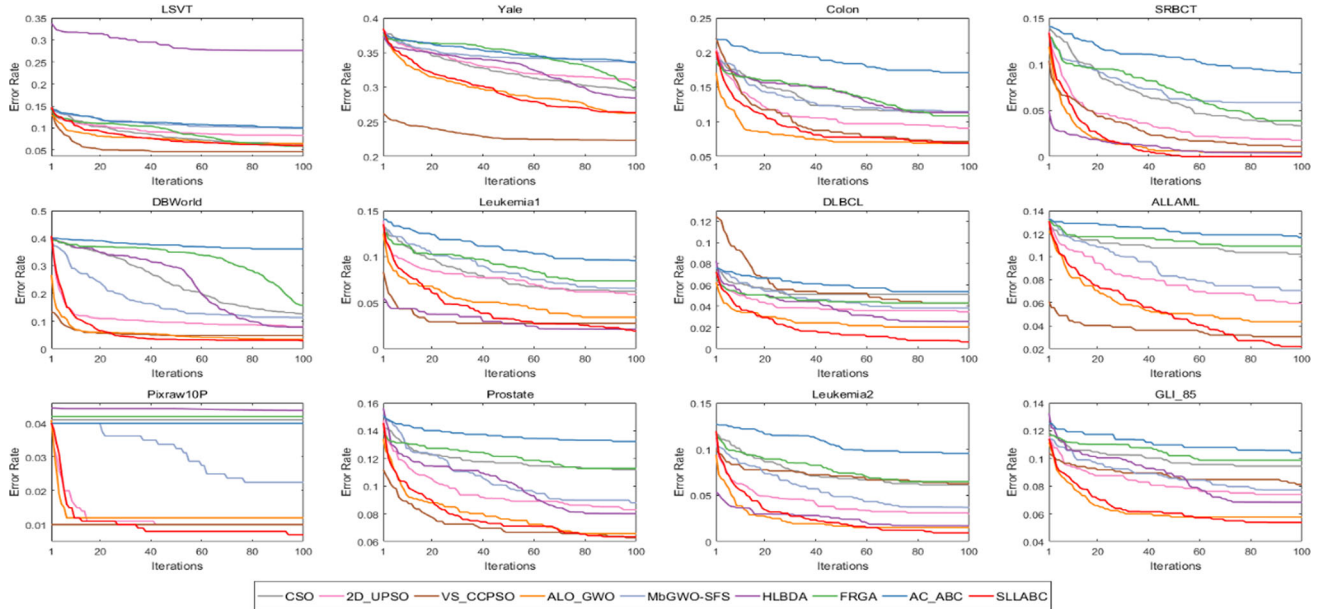 LSVT
Yale
Colon
SRBCT
Error Rate
0.35
0.3
0.25
0.2
0.15
0.1
0.05
1 20 40 60 80 100
Iterations
Error Rate
0.4
0.35
0.3
0.25
0.2
1 20 40 60 80 100
Iterations
Error Rate
0.25
0.2
0.15
0.1
0.05
1 20 40 60 80 100
Iterations
Error Rate
0.15
0.1
0.05
0
1 20 40 60 80 100
Iterations
DBWorld
Leukemia1
DLBCL
ALLAML
Error Rate
0.5
0.4
0.3
0.2
0.1
0
1 20 40 60 80 100
Iterations
Error Rate
0.15
0.1
0.05
0
1 20 40 60 80 100
Iterations
Error Rate
0.12
0.1
0.08
0.06
0.04
0.02
0
1 20 40 60 80 100
Iterations
Error Rate
0.14
0.12
0.1
0.08
0.06
0.04
0.02
1 20 40 60 80 100
Iterations
Pixraw10P
Prostate
Leukemia2
GLI_85
Error Rate
0.04
0.03
0.02
0.01
1 20 40 60 80 100
Iterations
Error Rate
0.16
0.14
0.12
0.1
0.08
0.06
1 20 40 60 80 100
Iterations
Error Rate
0.15
0.1
0.05
0
1 20 40 60 80 100
Iterations
Error Rate
0.14
0.12
0.1
0.08
0.06
0.04
1 20 40 60 80 100
Iterations
CSO 2D_UPSO VS_CCPSO ALO_GWO MbGWO-SFS HLBDA FRGA AC_ABC SLLABC